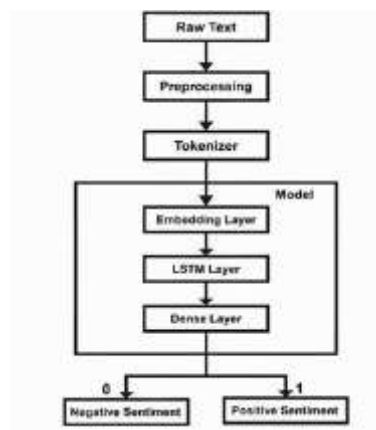 Raw Text
Preprocessing
Tokenizer
Model
Embedding Layer
LSTM Layer
Dense Layer
0 1
Negative Sentiment Positive Sentiment